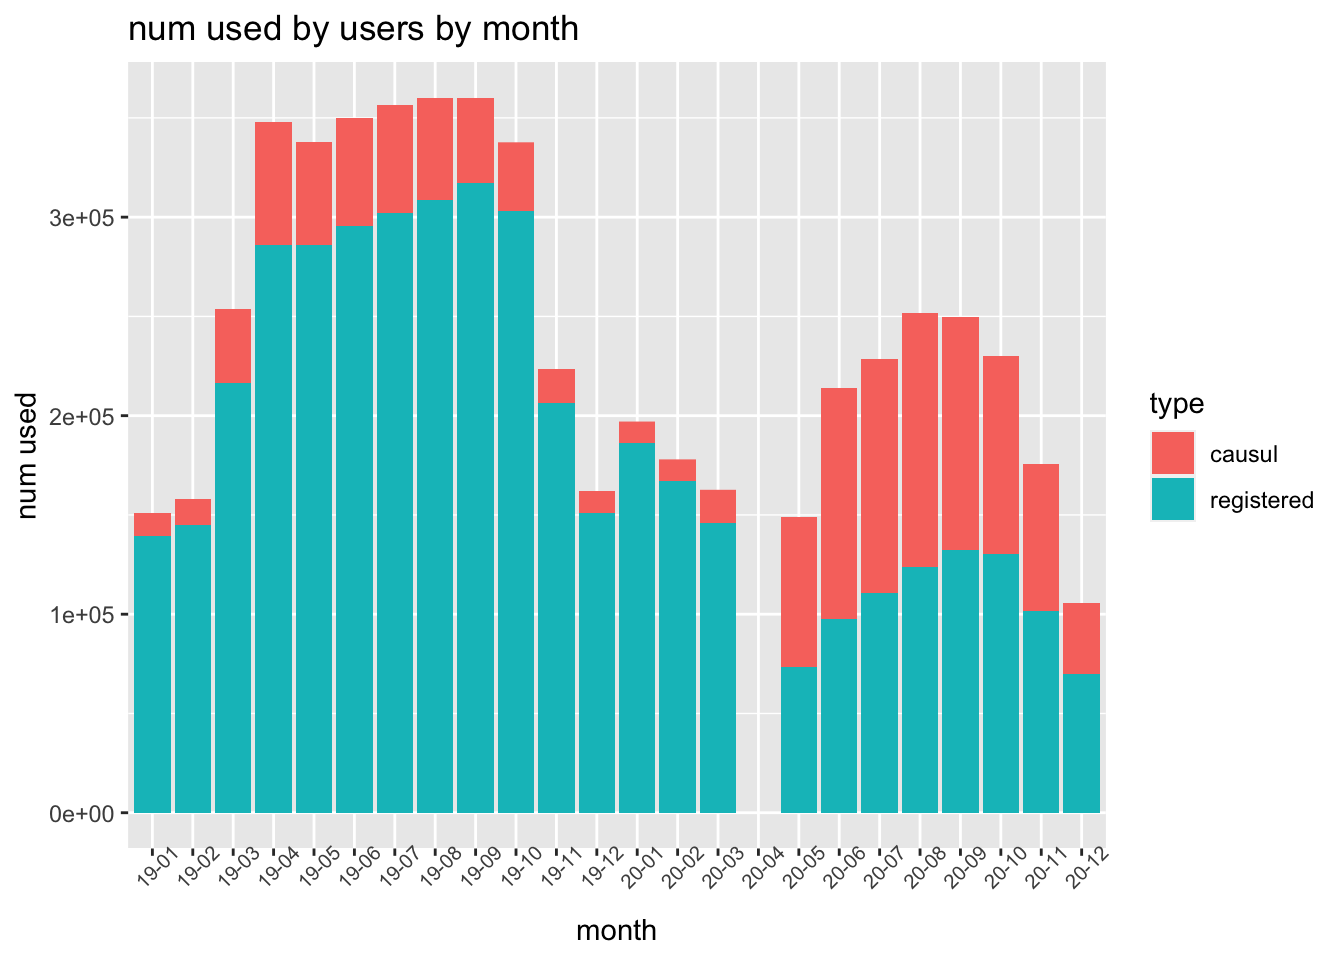 num used by users by month
num used
3e+05
2e+05
1e+05
0e+00
19-01 19-02 19-03 19-04 19-05 19-06 19-07 19-08 19-09 19-10 19-11 19-12 20-01 20-02 20-03 20-04 20-05 20-06 20-07 20-08 20-09 20-10 20-11 20-12
month
type
causul
registered